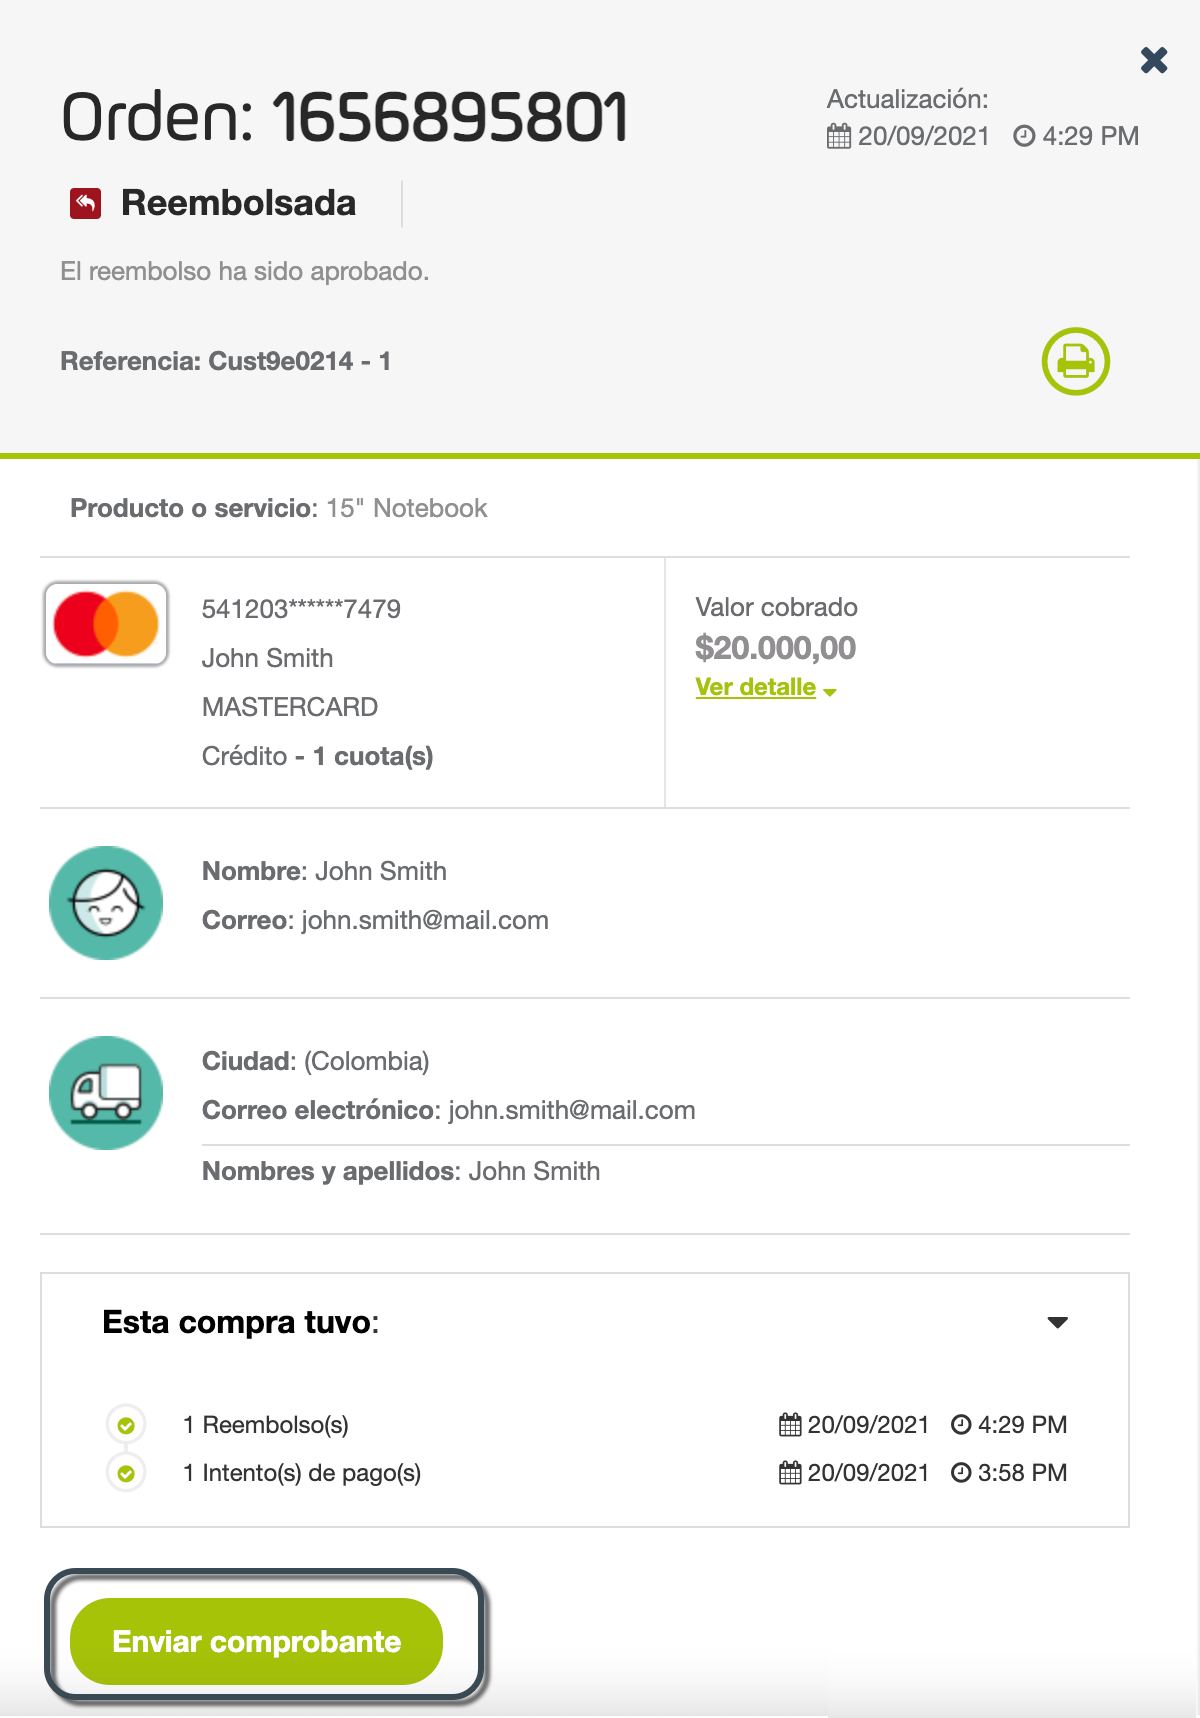 Orden: 1656895801
Actualización:
20/09/2021 4:29 PM
Reembolsada
El reembolso ha sido aprobado.
Referencia: Cust9e0214 - 1
Producto o servicio: 15" Notebook
541203******7479
John Smith
MASTERCARD
Crédito - 1 cuota(s)
Valor cobrado
$20.000,00
Ver detalle
Nombre: John Smith
Correo: john.smith@mail.com
Ciudad: (Colombia)
Correo electrónico: john.smith@mail.com
Nombres y apellidos: John Smith
Esta compra tuvo:
1 Reembolso(s) 20/09/2021 4:29 PM
1 Intento(s) de pago(s) 20/09/2021 3:58 PM
Enviar comprobante